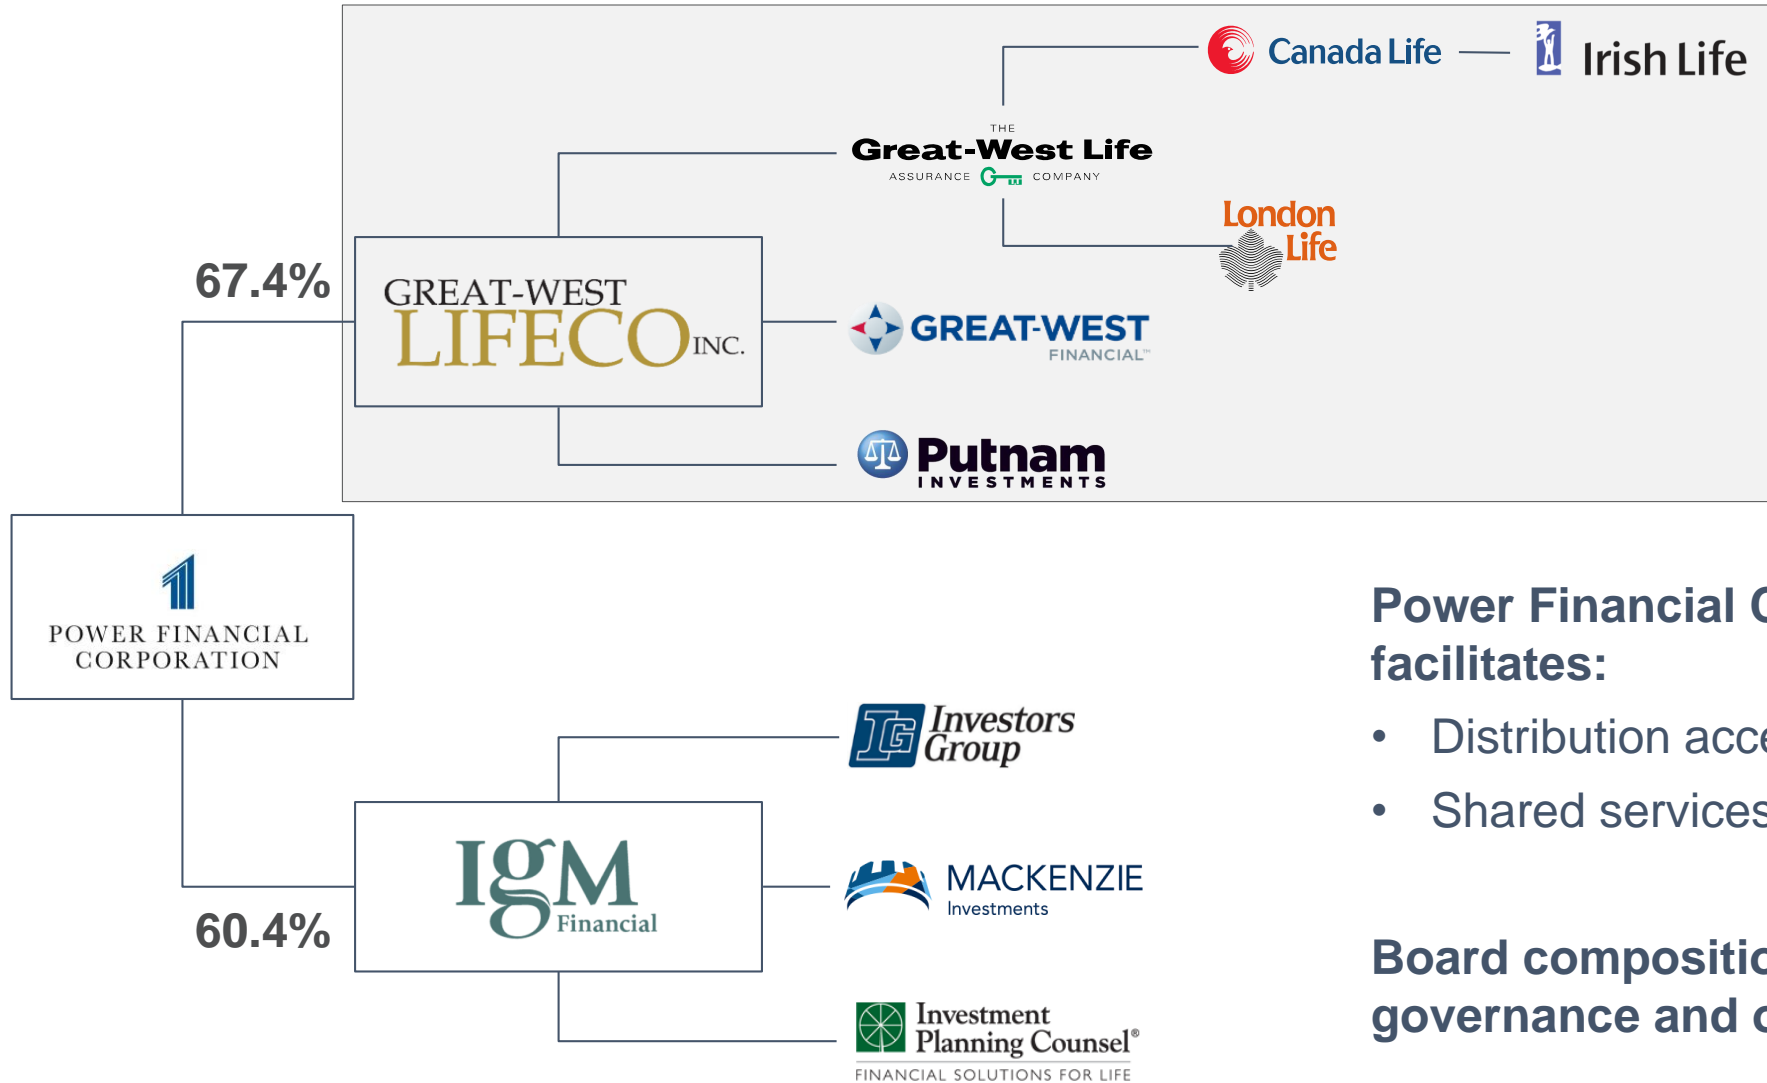 Canada Life
Irish Life
THE
Great-West Life
ASSURANCE COMPANY
London
Life
67.4%
GREAT-WEST
LIFECO INC.
GREAT-WEST
FINANCIAL™
Putnam
INVESTMENTS
POWER FINANCIAL
CORPORATION
Power Financial
facilitates:
• Distribution
• Shared services
IG Investors
Group
IGM
Financial
60.4%
MACKENZIE
Investments
Board
governance and
Investment
Planning Counsel®
FINANCIAL SOLUTIONS FOR LIFE